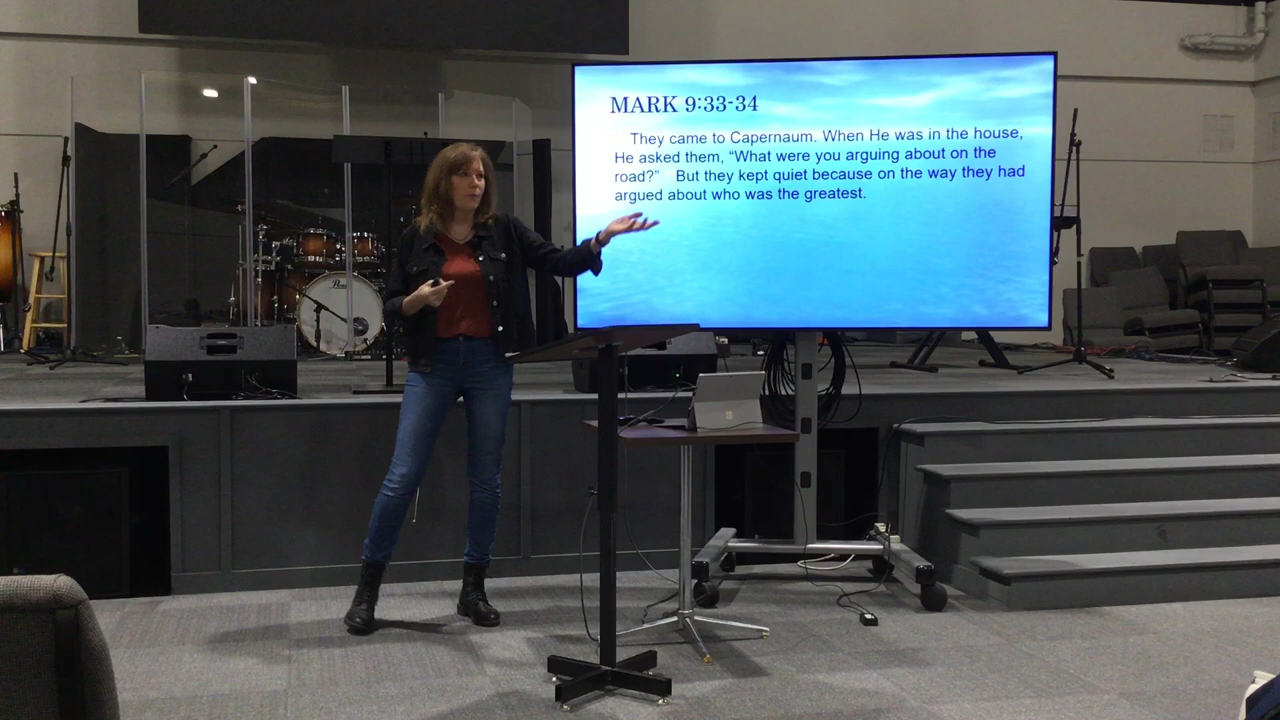 MARK 9:33-34
They came to Capernaum. When He was in the house,
He asked them, “What were you arguing about on the
road?” But they kept quiet because on the way they had
argued about who was the greatest.
Pearl